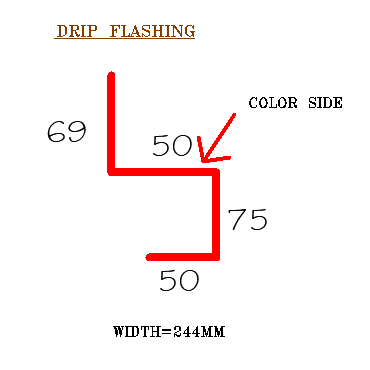 DRIP FLASHING
COLOR SIDE
69
50
75
50
WIDTH=244MM